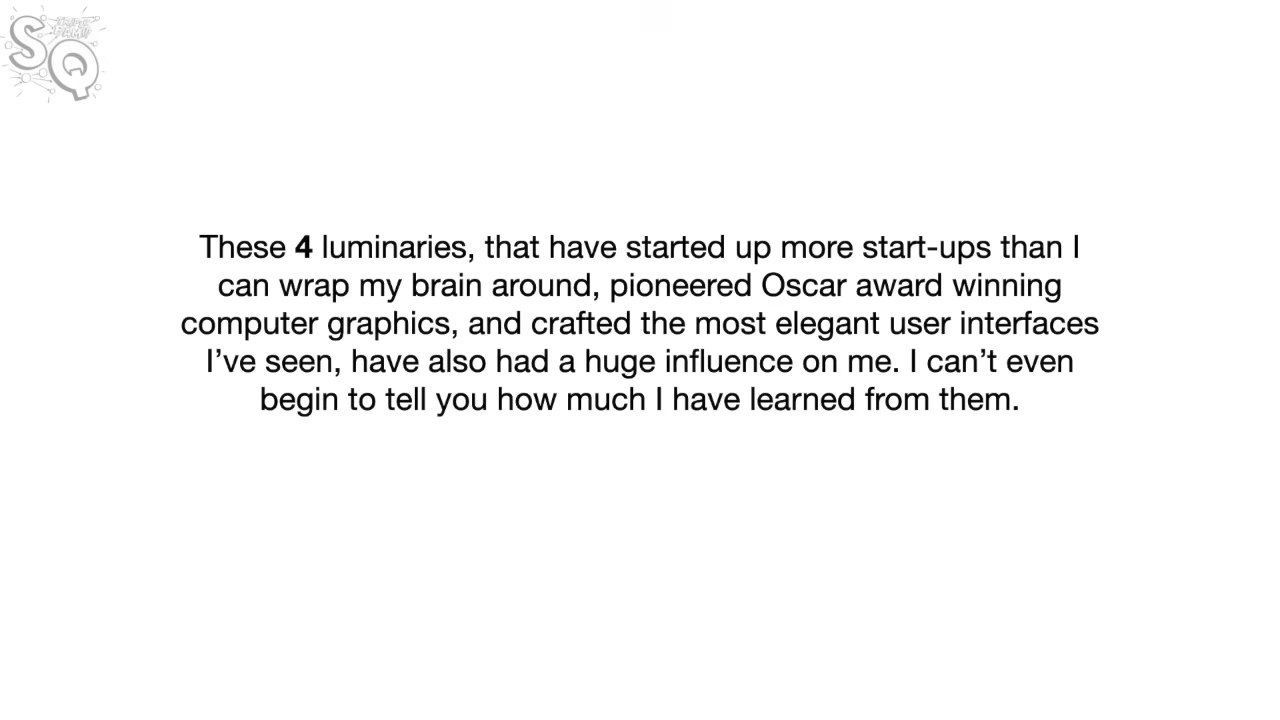 SQ
These 4 luminaries, that have started up more start-ups than I
can wrap my brain around, pioneered Oscar award winning
computer graphics, and crafted the most elegant user interfaces
I’ve seen, have also had a huge influence on me. I can’t even
begin to tell you how much I have learned from them.